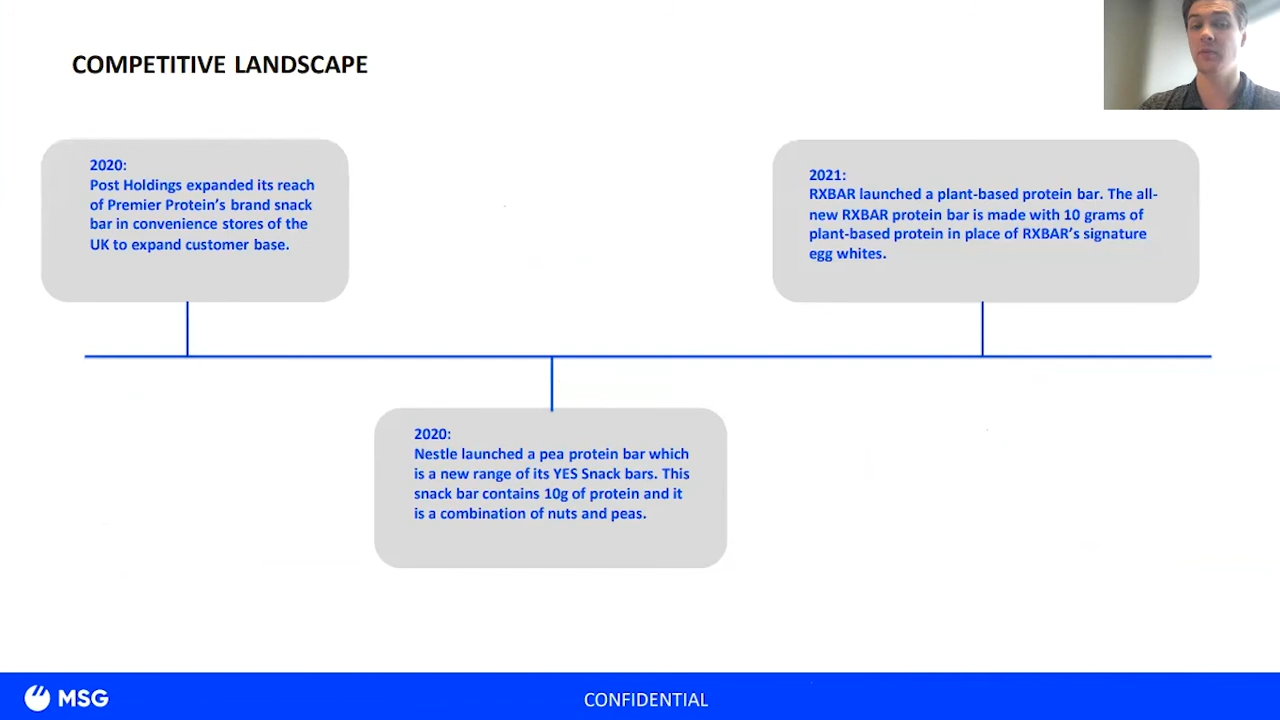 COMPETITIVE LANDSCAPE
2020:
Post Holdings expanded its reach
of Premier Protein's brand snack
bar in convenience stores of the
UK to expand customer base.
2021:
RXBAR launched a plant-based protein bar. The all-
new RXBAR protein bar is made with 10 grams of
plant-based protein in place of RXBAR's signature
egg whites.
2020:
Nestle launched a pea protein bar which
is a new range of its YES Snack bars. This
snack bar contains 10g of protein and it
is a combination of nuts and peas.
MSG
CONFIDENTIAL